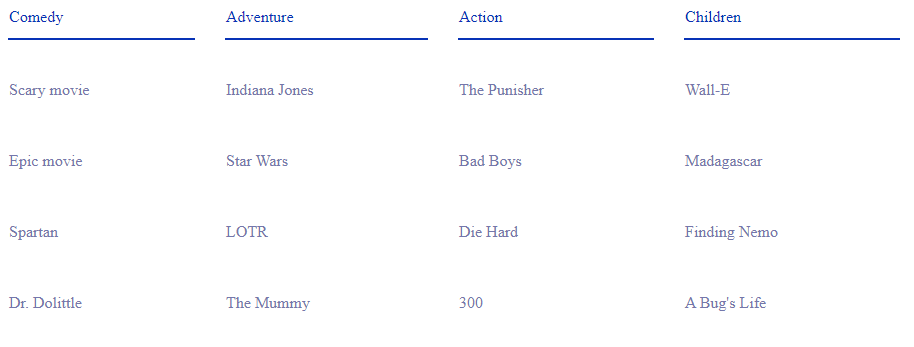 Comedy Adventure Action Children
Scary movie Indiana Jones The Punisher Wall-E
Epic movie Star Wars Bad Boys Madagascar
Spartan LOTR Die Hard Finding Nemo
Dr. Dolittle The Mummy 300 A Bug's Life